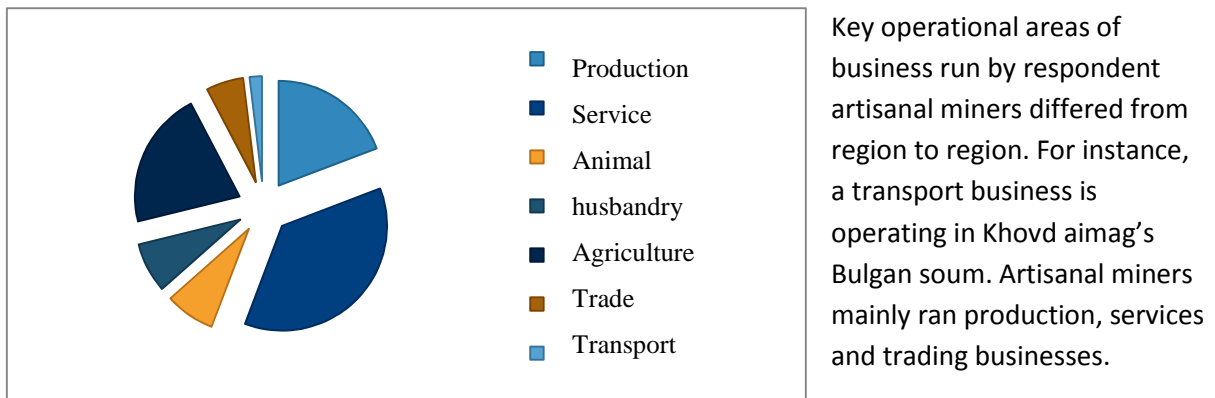 Production
Service
Animal
husbandry
Agriculture
Trade
Transport
Key operational areas of
business run by respondent
artisanal miners differed from
region to region. For instance,
a transport business is
operating in Khovd aimag’s
Bulgan soum. Artisanal miners
mainly ran production, services
and trading businesses.